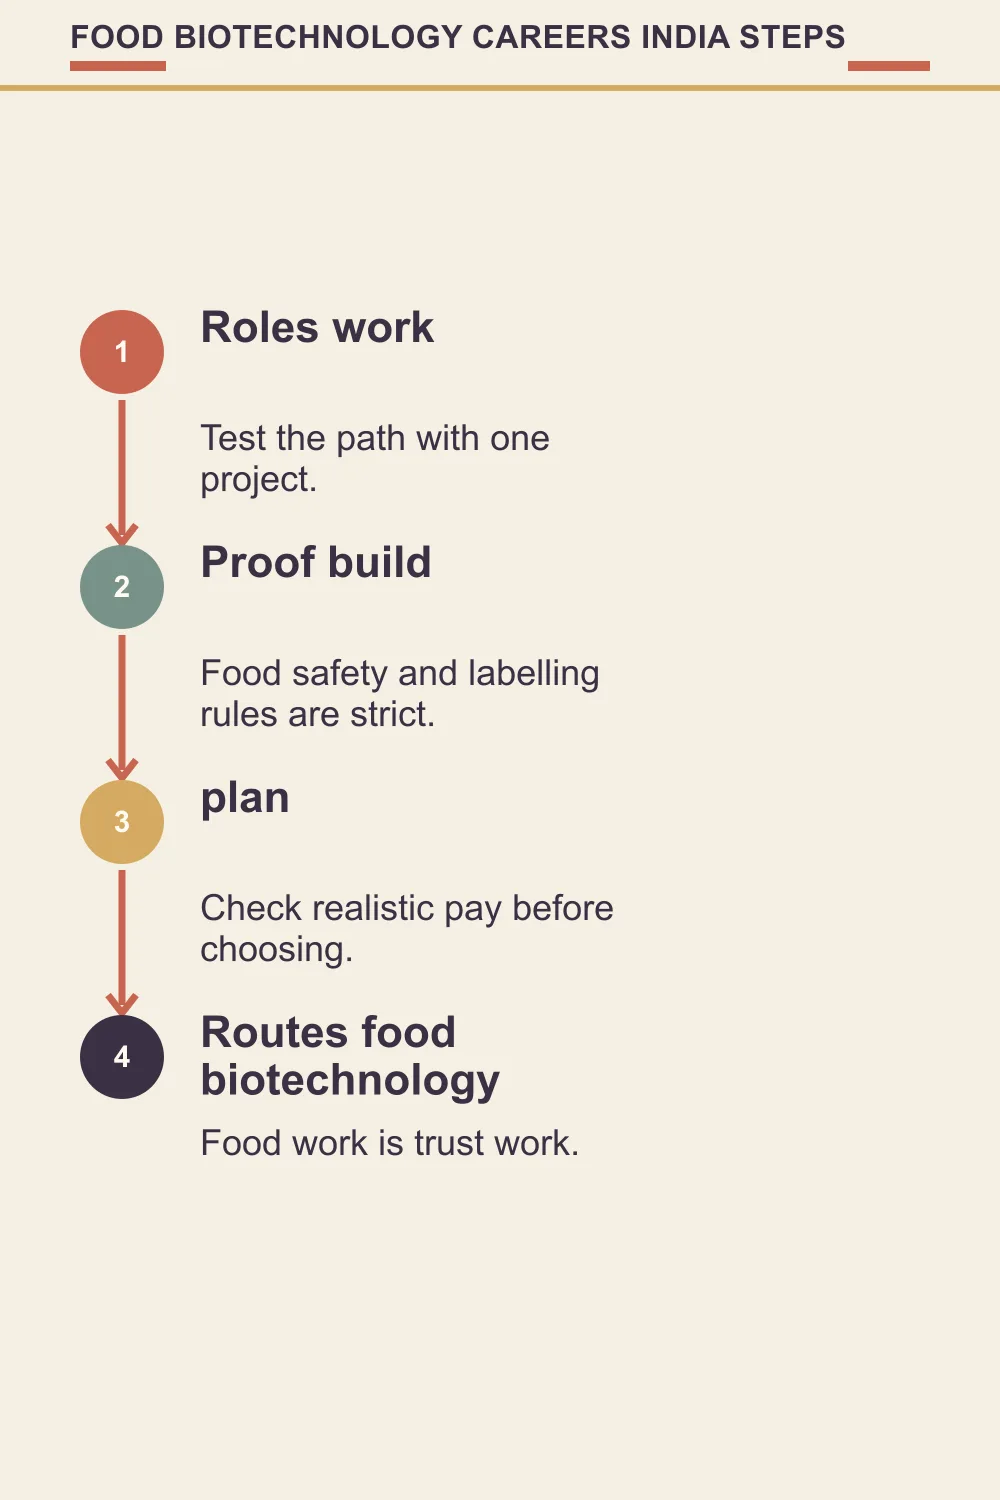 FOOD BIOTECHNOLOGY CAREERS INDIA STEPS
1
Roles work
Test the path with one
project.
2
Proof build
Food safety and labelling
rules are strict.
3
plan
Check realistic pay before
choosing.
4
Routes food
biotechnology
Food work is trust work.